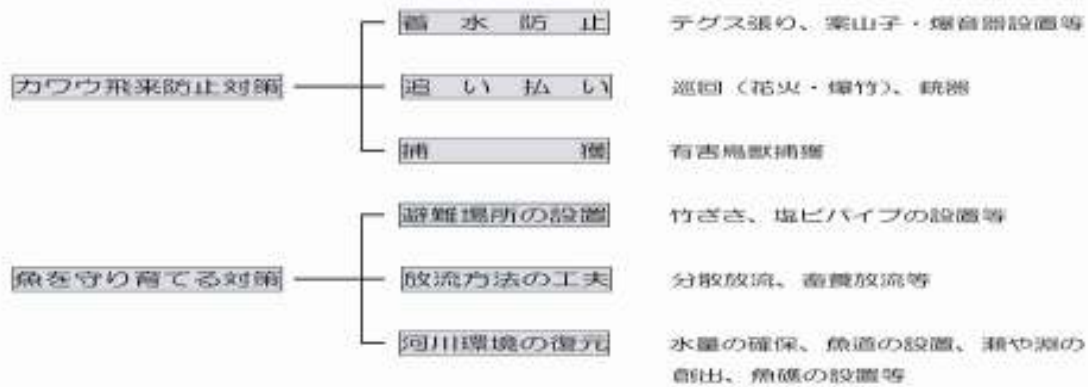 着水防止 テグス張り、案山子・爆音器設置等
カワウ飛来防止対策 追い払い 巡回（花火・爆竹）、銃器
捕獲 有害鳥獣捕獲
避難場所の設置 竹ざさ、塩ビパイプの設置等
魚を守り育てる対策 放流方法の工夫 分散放流、蓄養放流等
河川環境の復元 水量の確保、魚道の設置、瀬や淵の
創出、魚礁の設置等